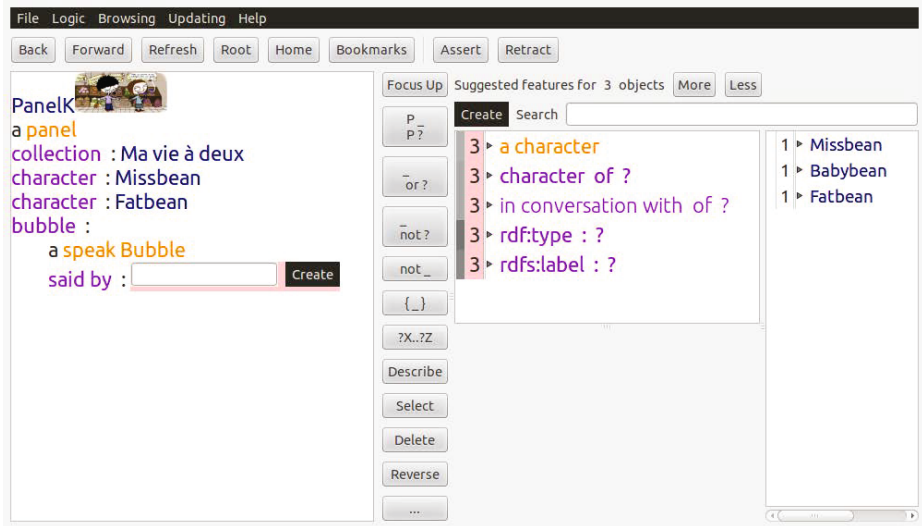 File Logic Browsing Updating Help
Back Forward Refresh Root Home Bookmarks Assert Retract
PanelK
a panel
collection : Ma vie à deux
character : Missbean
character : Fatbean
bubble :
a speak Bubble
said by : Create
Focus Up
P _
P ?
_
or ?
_
not ?
not _
{ _ }
?X..?Z
Describe
Select
Delete
Reverse
...
Suggested features for 3 objects More Less
Create Search
3 a character
3 character of ?
3 in conversation with of ?
3 rdf:type : ?
3 rdfs:label : ?
1 Missbean
1 Babybean
1 Fatbean